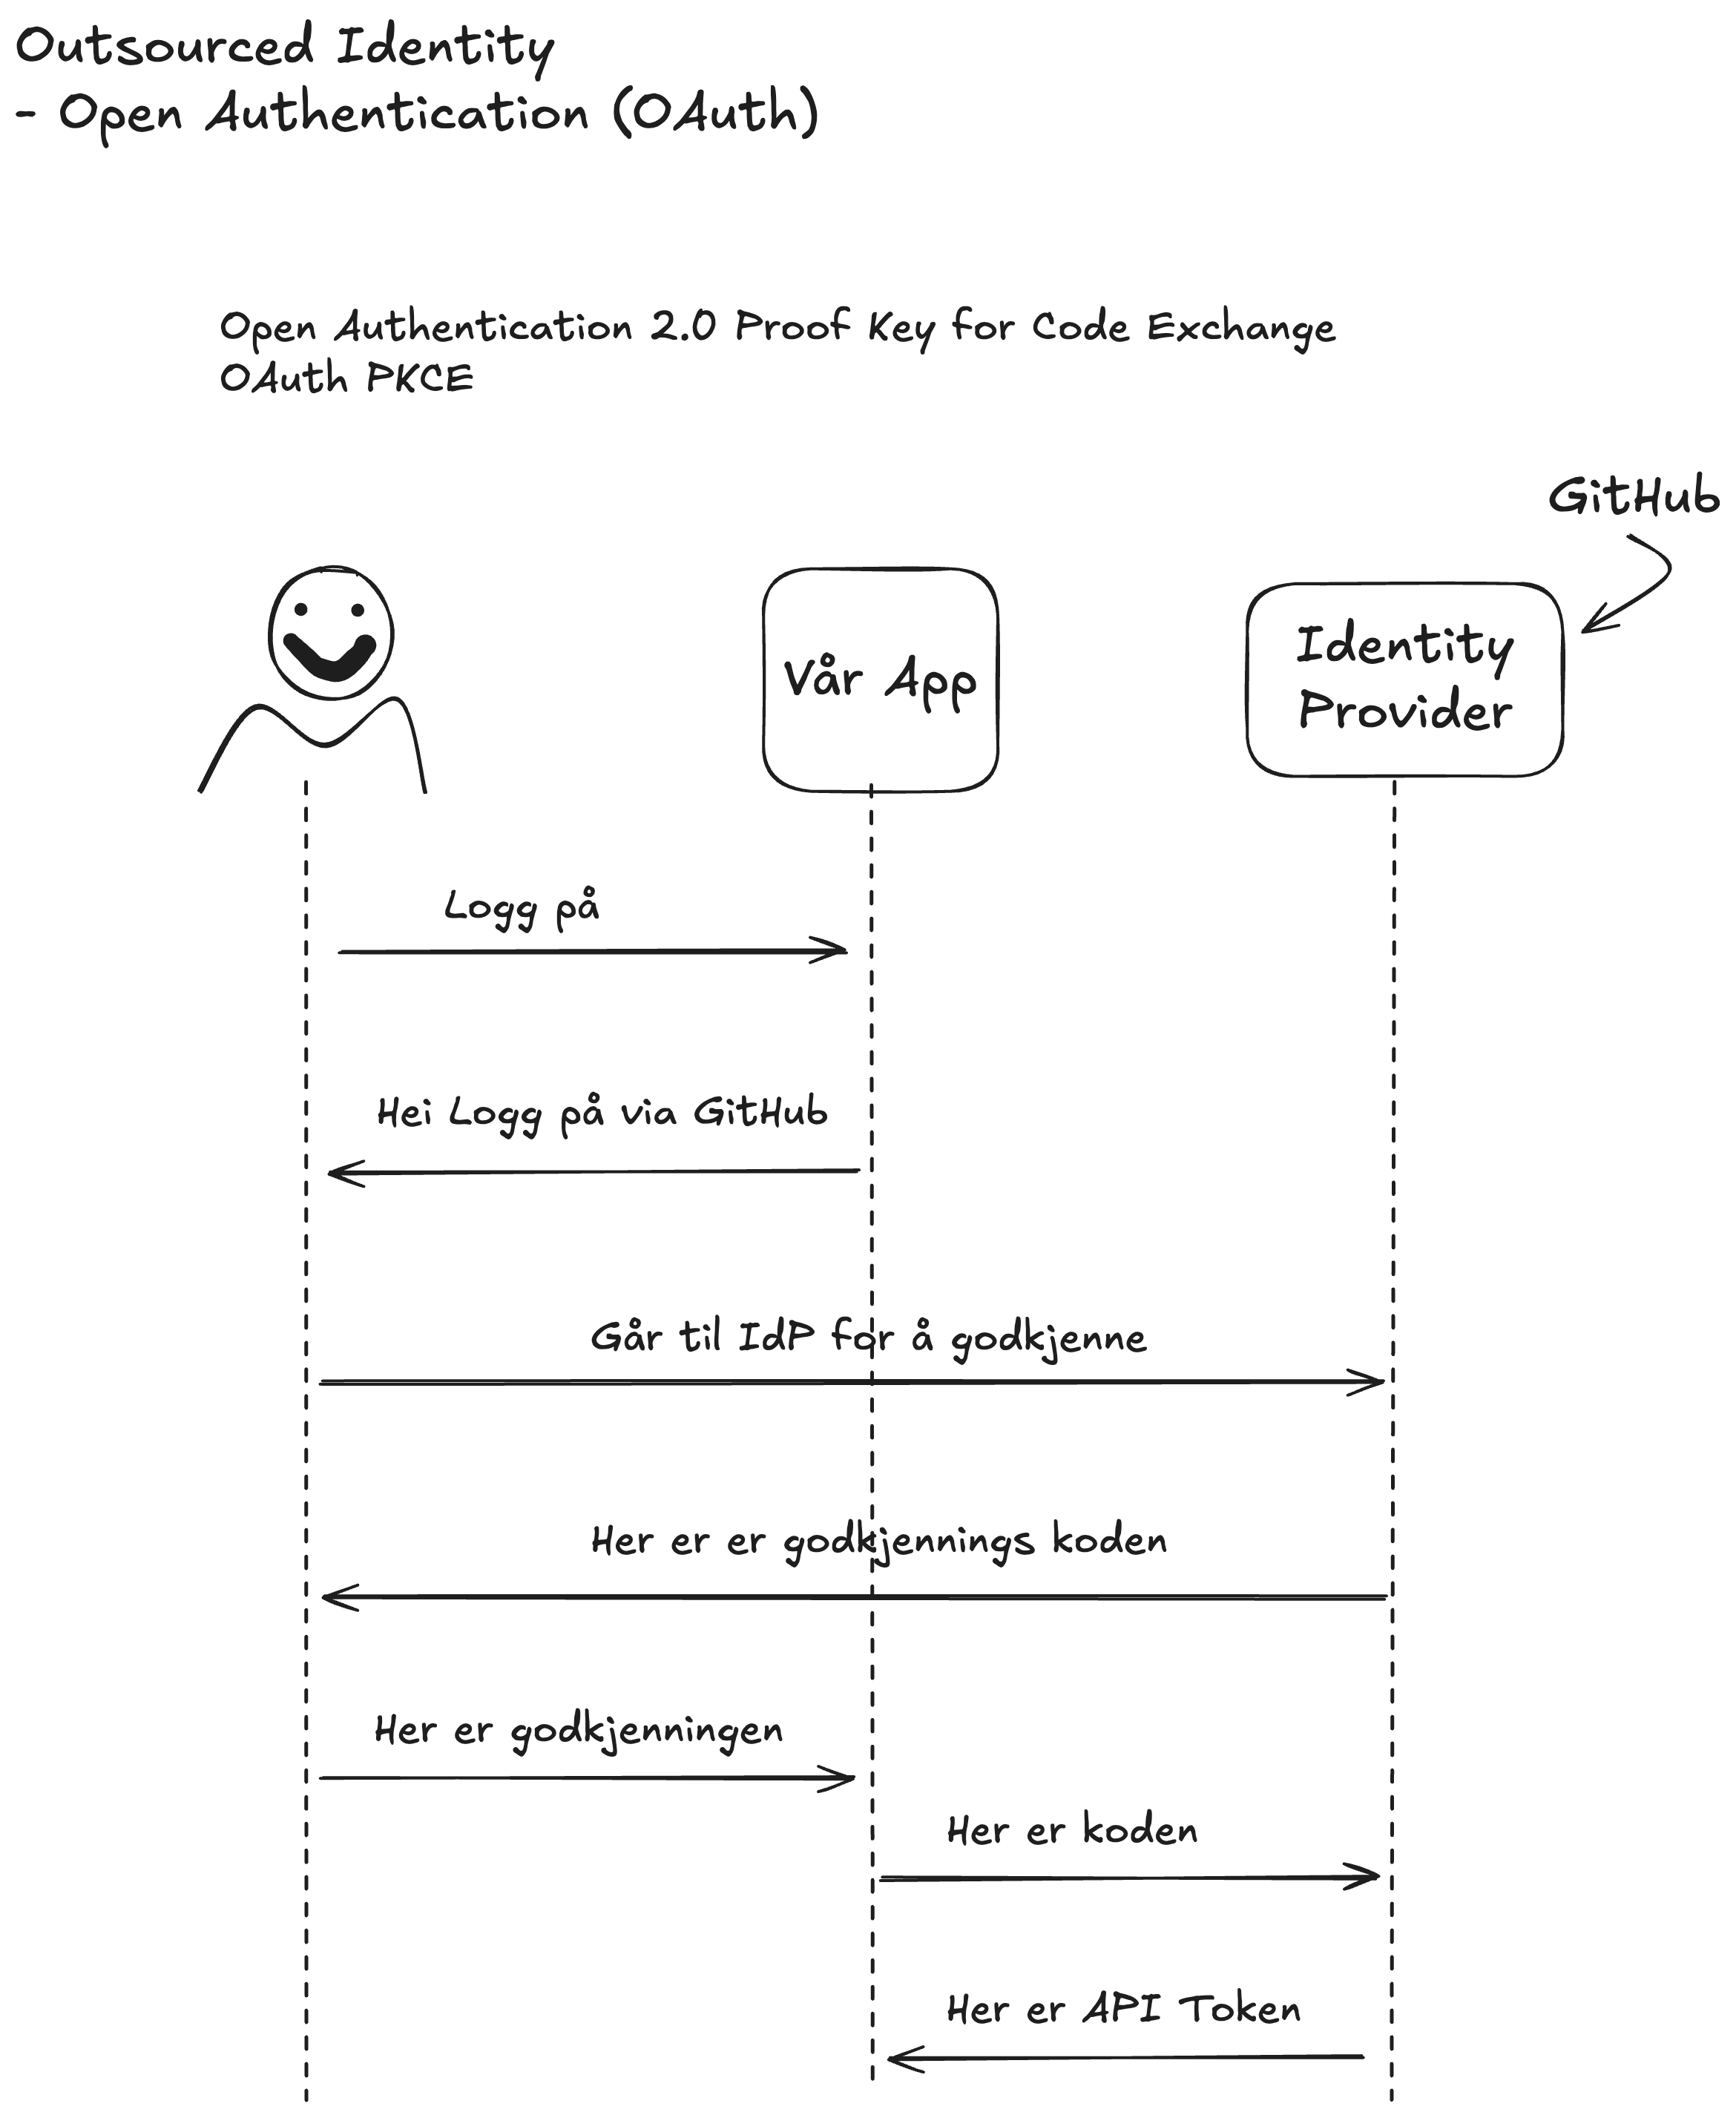 Outsourced Identity
- Open Authentication (OAuth)
Open Authentication 2.0 Proof Key for Code Exchange
OAuth PKCE
GitHub
Vår App
Identity
Provider
Logg på
Hei Logg på via GitHub
Går til IdP for å godkjenne
Her er er godkjennings koden
Her er godkjenningen
Her er koden
Her er API Token